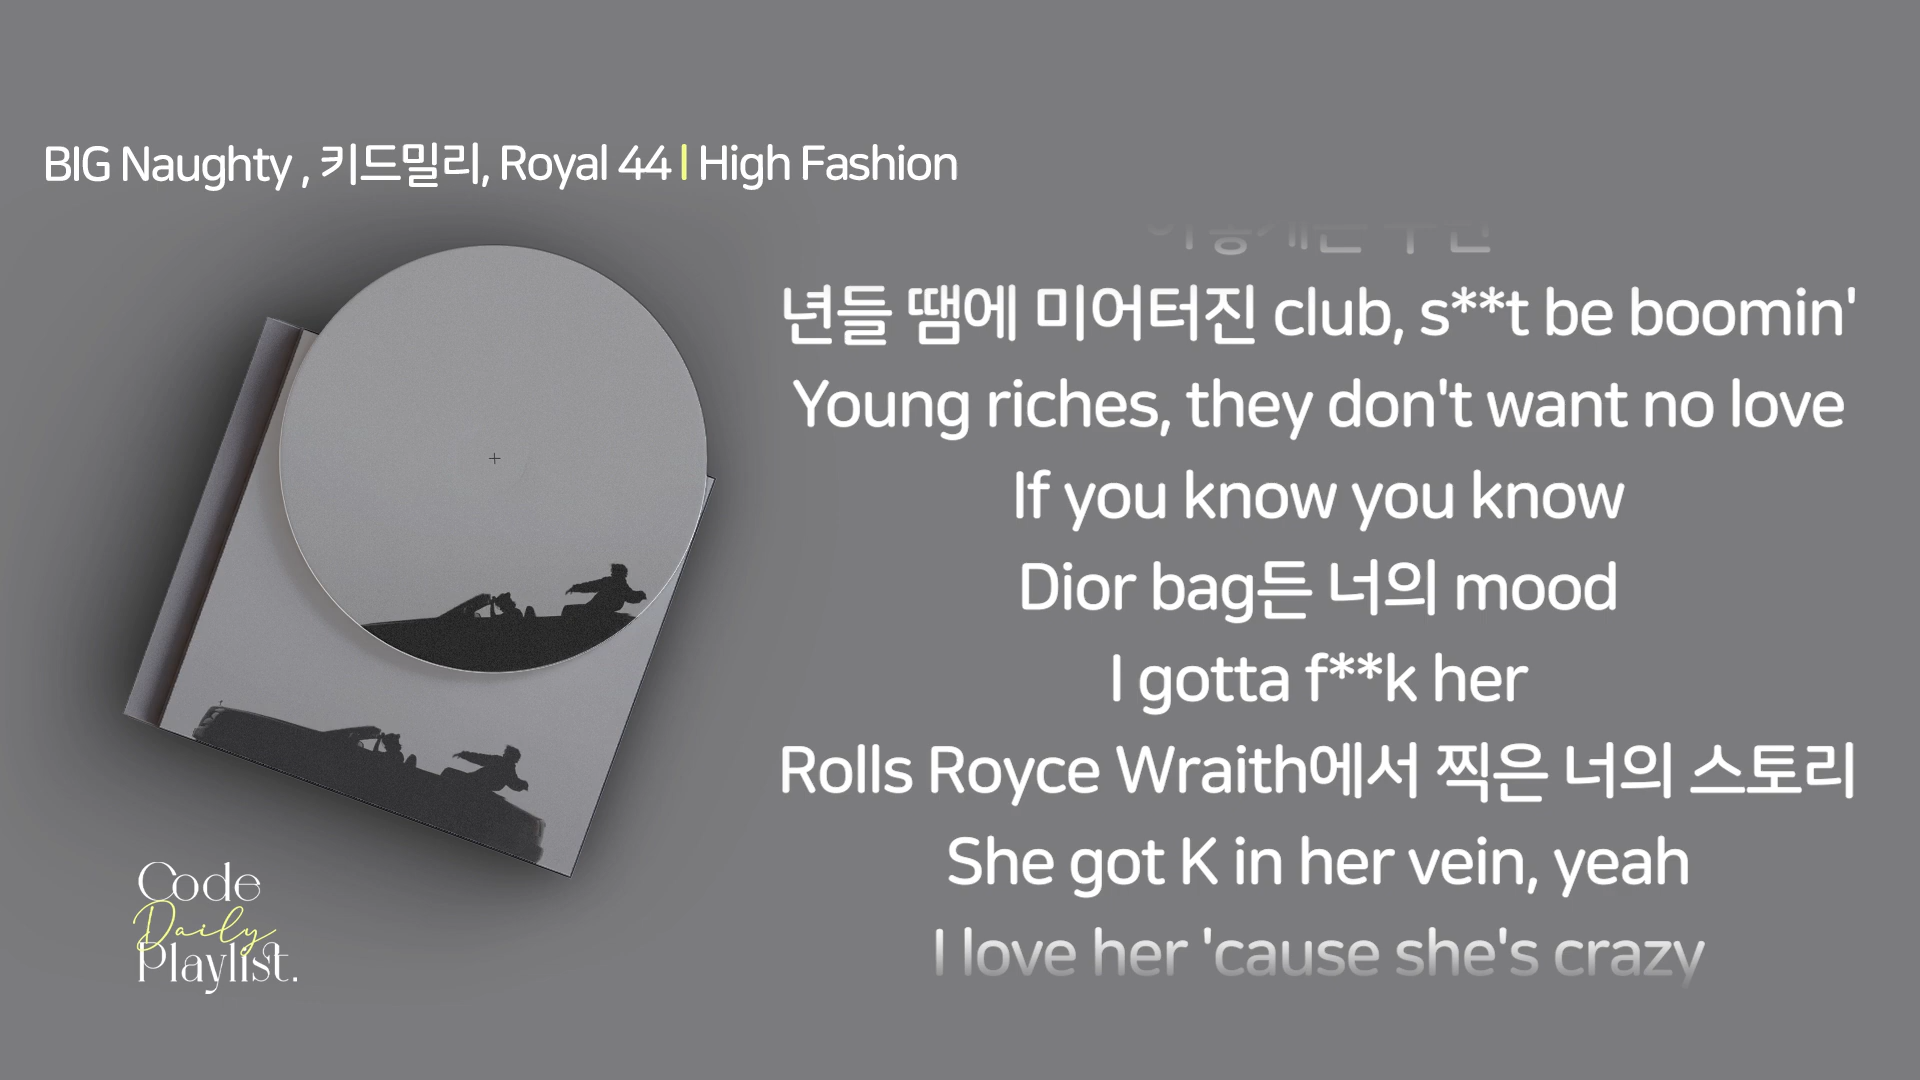 BIG Naughty , 키드밀리, Royal 44 | High Fashion
년들 땜에 미어터진 club, s**t be boomin'
Young riches, they don't want no love
If you know you know
Dior bag든 너의 mood
I gotta f**k her
Rolls Royce Wraith에서 찍은 너의 스토리
She got K in her vein, yeah
I love her 'cause she's crazy
Code
Daily
Playlist.